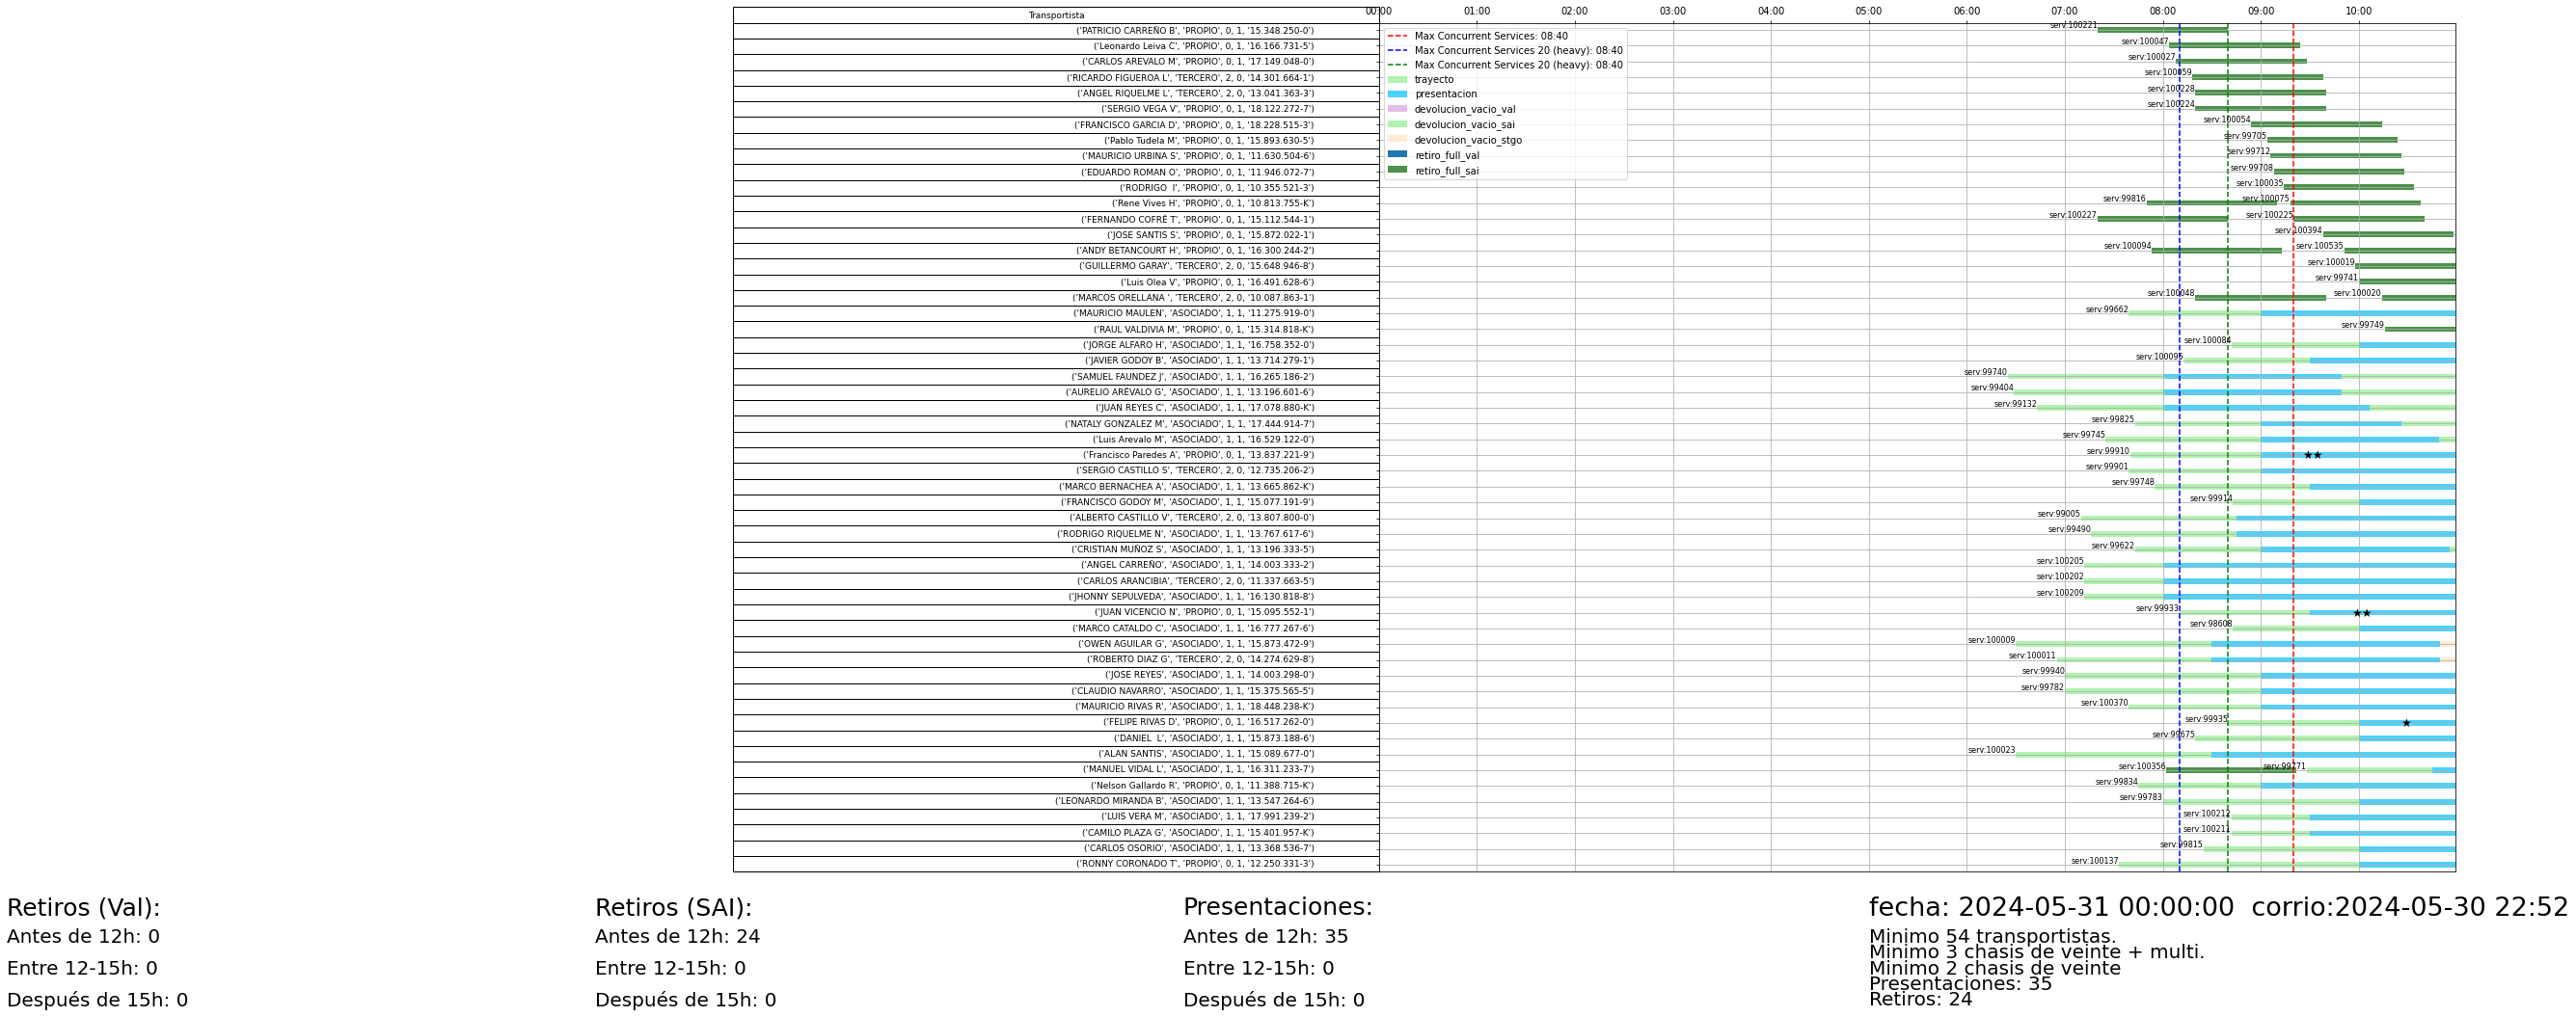 Transportista
00:00 01:00 02:00 03:00 04:00 05:00 06:00 07:00 08:00 09:00 10:00
('PATRICIO CARREÑO B', 'PROPIO', 0, 1, '15.348.250-0') serv:100221
('Leonardo Leiva C', 'PROPIO', 0, 1, '16.166.731-5') serv:100047
('CARLOS AREVALO M', 'PROPIO', 0, 1, '17.149.048-0') serv:100027
('RICARDO FIGUEROA L', 'TERCERO', 2, 0, '14.301.664-1') serv:100059
('ANGEL RIQUELME L', 'TERCERO', 2, 0, '13.041.363-3') serv:100228
('SERGIO VEGA V', 'PROPIO', 0, 1, '18.122.272-7') serv:100224
('FRANCISCO GARCIA D', 'PROPIO', 0, 1, '18.228.515-3') serv:100054
('Pablo Tudela M', 'PROPIO', 0, 1, '15.893.630-5') serv:99705
('MAURICIO URBINA S', 'PROPIO', 0, 1, '11.630.504-6') serv:99712
('EDUARDO ROMAN O', 'PROPIO', 0, 1, '11.946.072-7') serv:99708
('RODRIGO  I', 'PROPIO', 0, 1, '10.355.521-3') serv:100035
('Rene Vives H', 'PROPIO', 0, 1, '10.813.755-K') serv:99816 serv:100075
('FERNANDO COFRÉ T', 'PROPIO', 0, 1, '15.112.544-1') serv:100227 serv:100225
('JOSE SANTIS S', 'PROPIO', 0, 1, '15.872.022-1') serv:100394
('ANDY BETANCOURT H', 'PROPIO', 0, 1, '16.300.244-2') serv:100094 serv:100535
('GUILLERMO GARAY', 'TERCERO', 2, 0, '15.648.946-8') serv:100019
('Luis Olea V', 'PROPIO', 0, 1, '16.491.628-6') serv:99741
('MARCOS ORELLANA ', 'TERCERO', 2, 0, '10.087.863-1') serv:100048 serv:100020
('MAURICIO MAULEN', 'ASOCIADO', 1, 1, '11.275.919-0') serv:99662
('RAUL VALDIVIA M', 'PROPIO', 0, 1, '15.314.818-K') serv:99749
('JORGE ALFARO H', 'ASOCIADO', 1, 1, '16.758.352-0') serv:100084
('JAVIER GODOY B', 'ASOCIADO', 1, 1, '13.714.279-1') serv:100095
('SAMUEL FAUNDEZ J', 'ASOCIADO', 1, 1, '16.265.186-2') serv:99740
('AURELIO ARÉVALO G', 'ASOCIADO', 1, 1, '13.196.601-6') serv:99404
('JUAN REYES C', 'ASOCIADO', 1, 1, '17.078.880-K') serv:99132
('NATALY GONZALEZ M', 'ASOCIADO', 1, 1, '17.444.914-7') serv:99825
('Luis Arevalo M', 'ASOCIADO', 1, 1, '16.529.122-0') serv:99745
('Francisco Paredes A', 'PROPIO', 0, 1, '13.837.221-9') serv:99910
('SERGIO CASTILLO S', 'TERCERO', 2, 0, '12.735.206-2') serv:99901
('MARCO BERNACHEA A', 'ASOCIADO', 1, 1, '13.665.862-K') serv:99748
('FRANCISCO GODOY M', 'ASOCIADO', 1, 1, '15.077.191-9') serv:99914
('ALBERTO CASTILLO V', 'TERCERO', 2, 0, '13.807.800-0') serv:99005
('RODRIGO RIQUELME N', 'ASOCIADO', 1, 1, '13.767.617-6') serv:99490
('CRISTIAN MUÑOZ S', 'ASOCIADO', 1, 1, '13.196.333-5') serv:99622
('ANGEL CARREÑO', 'ASOCIADO', 1, 1, '14.003.333-2') serv:100205
('CARLOS ARANCIBIA', 'TERCERO', 2, 0, '11.337.663-5') serv:100202
('JHONNY SEPULVEDA', 'ASOCIADO', 1, 1, '16.130.818-8') serv:100209
('JUAN VICENCIO N', 'PROPIO', 0, 1, '15.095.552-1') serv:99933
('MARCO CATALDO C', 'ASOCIADO', 1, 1, '16.777.267-6') serv:98608
('OWEN AGUILAR G', 'ASOCIADO', 1, 1, '15.873.472-9') serv:100009
('ROBERTO DIAZ G', 'TERCERO', 2, 0, '14.274.629-8') serv:100011
('JOSE REYES', 'ASOCIADO', 1, 1, '14.003.298-0') serv:99940
('CLAUDIO NAVARRO', 'ASOCIADO', 1, 1, '15.375.565-5') serv:99782
('MAURICIO RIVAS R', 'ASOCIADO', 1, 1, '18.448.238-K') serv:100370
('FELIPE RIVAS D', 'PROPIO', 0, 1, '16.517.262-0') serv:99935
('DANIEL  L', 'ASOCIADO', 1, 1, '15.873.188-6') serv:99675
('ALAN SANTIS', 'ASOCIADO', 1, 1, '15.089.677-0') serv:100023
('MANUEL VIDAL L', 'ASOCIADO', 1, 1, '16.311.233-7') serv:100356 serv:99771
('Nelson Gallardo R', 'PROPIO', 0, 1, '11.388.715-K') serv:99834
('LEONARDO MIRANDA B', 'ASOCIADO', 1, 1, '13.547.264-6') serv:99783
('LUIS VERA M', 'ASOCIADO', 1, 1, '17.991.239-2') serv:100212
('CAMILO PLAZA G', 'ASOCIADO', 1, 1, '15.401.957-K') serv:100211
('CARLOS OSORIO', 'ASOCIADO', 1, 1, '13.368.536-7') serv:99815
('RONNY CORONADO T', 'PROPIO', 0, 1, '12.250.331-3') serv:100137
Max Concurrent Services: 08:40
Max Concurrent Services 20 (heavy): 08:40
Max Concurrent Services 20 (heavy): 08:40
trayecto
presentacion
devolucion_vacio_val
devolucion_vacio_sai
devolucion_vacio_stgo
retiro_full_val
retiro_full_sai
Retiros (Val):
Antes de 12h: 0
Entre 12-15h: 0
Después de 15h: 0
Retiros (SAI):
Antes de 12h: 24
Entre 12-15h: 0
Después de 15h: 0
Presentaciones:
Antes de 12h: 35
Entre 12-15h: 0
Después de 15h: 0
fecha: 2024-05-31 00:00:00  corrio:2024-05-30 22:52
Minimo 54 transportistas.
Minimo 3 chasis de veinte + multi.
Minimo 2 chasis de veinte
Presentaciones: 35
Retiros: 24